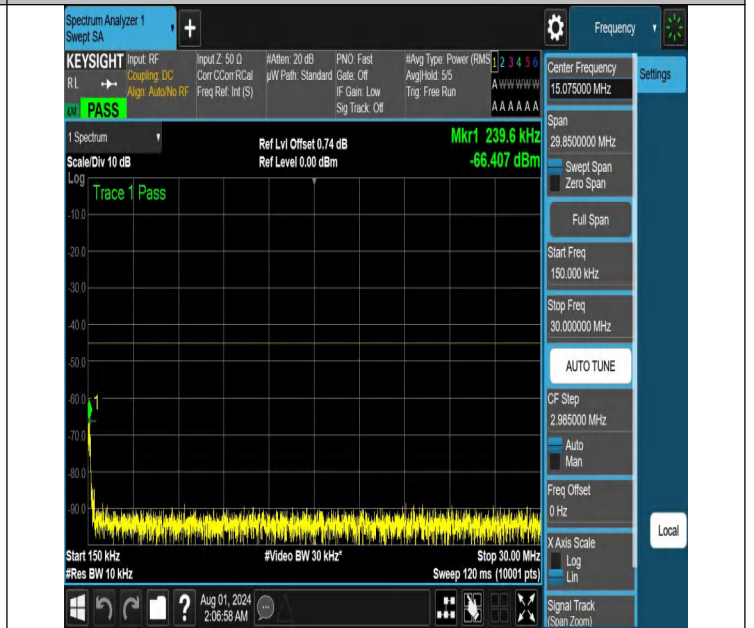 Spectrum Analyzer 1
Swept SA
+
Frequency
KEYSIGHT
RL
PASS
Input: RF
Coupling: DC
Align: Auto/No RF
Input Z: 50 Ω
Corr CCorr RCal
Freq Ref: Int (S)
#Atten: 20 dB
µW Path: Standard
PNO: Fast
Gate: Off
IF Gain: Low
Sig Track: Off
#Avg Type: Power (RMS
Avg|Hold: 5/5
Trig: Free Run
1 2 3 4 5 6
A W W W W W
A A A A A A
1 Spectrum
Scale/Div 10 dB
Ref Lvl Offset 0.74 dB
Ref Level 0.00 dBm
Mkr1 239.6 kHz
-66.407 dBm
Log
Trace 1 Pass
-10.0
-20.0
-30.0
-40.0
-50.0
-60.0
1
-70.0
-80.0
-90.0
Start 150 kHz
#Video BW 30 kHz*
Stop 30.00 MHz
#Res BW 10 kHz
Sweep 120 ms (10001 pts)
Aug 01, 2024
2:06:58 AM
?
Center Frequency
15.075000 MHz
Settings
Span
29.8500000 MHz
Swept Span
Zero Span
Full Span
Start Freq
150.000 kHz
Stop Freq
30.000000 MHz
AUTO TUNE
CF Step
2.985000 MHz
Auto
Man
Freq Offset
0 Hz
X Axis Scale
Log
Lin
Local
Signal Track
(Span Zoom)